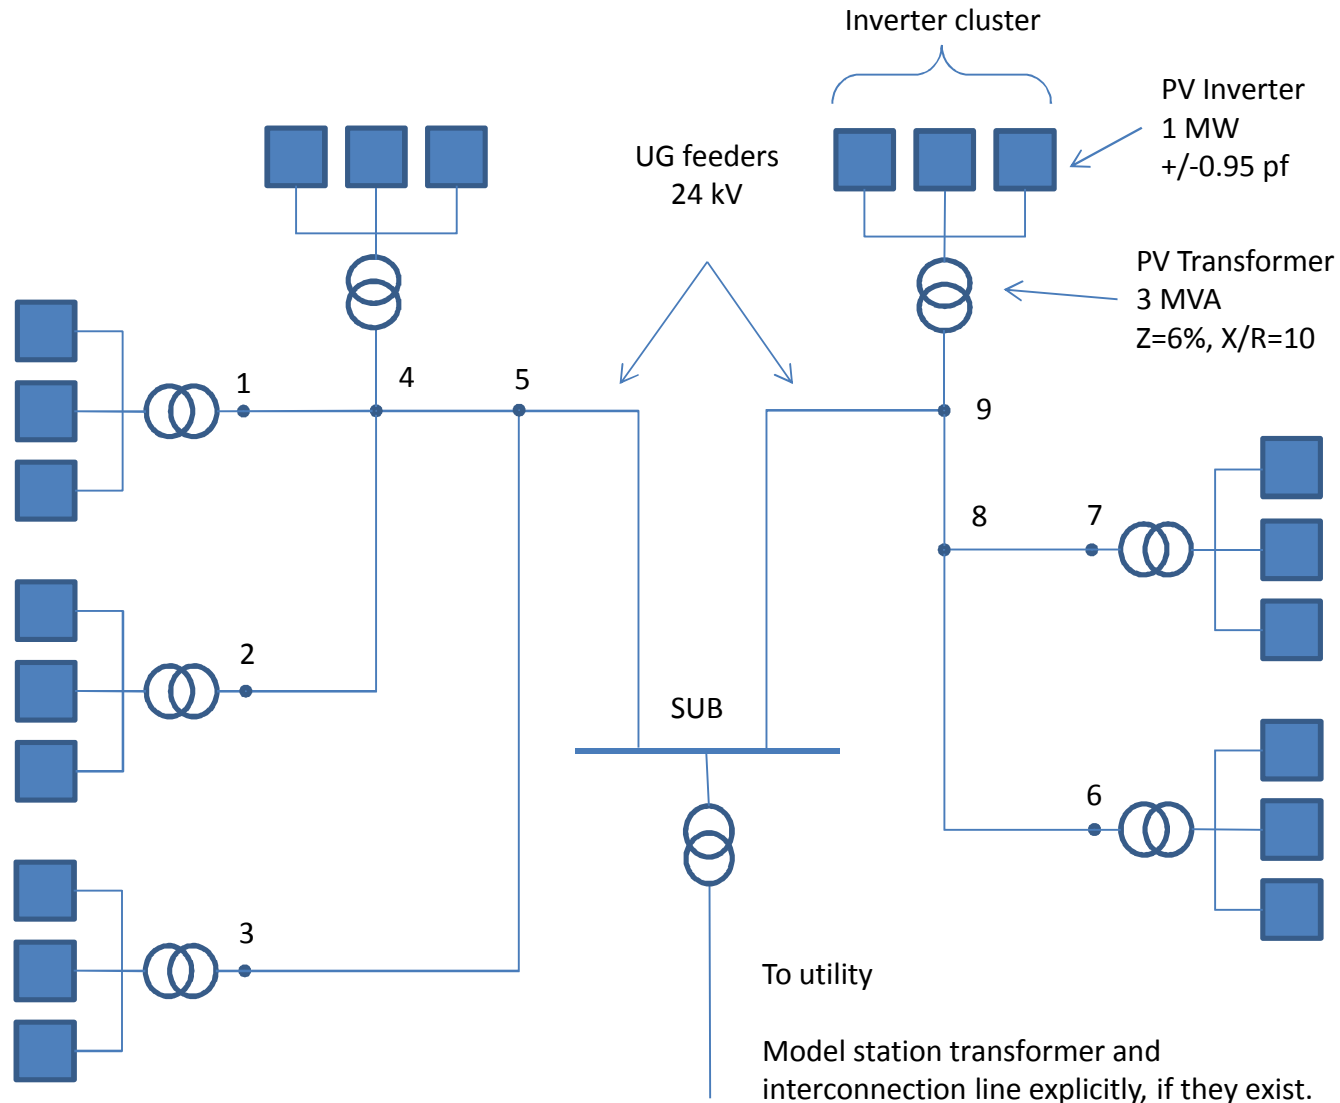 Inverter cluster
PV Inverter
1 MW
+/-0.95 pf
UG feeders
24 kV
PV Transformer
3 MVA
Z=6%, X/R=10
1
4
5
9
8
7
2
SUB
6
3
To utility
Model station transformer and
interconnection line explicitly, if they exist.